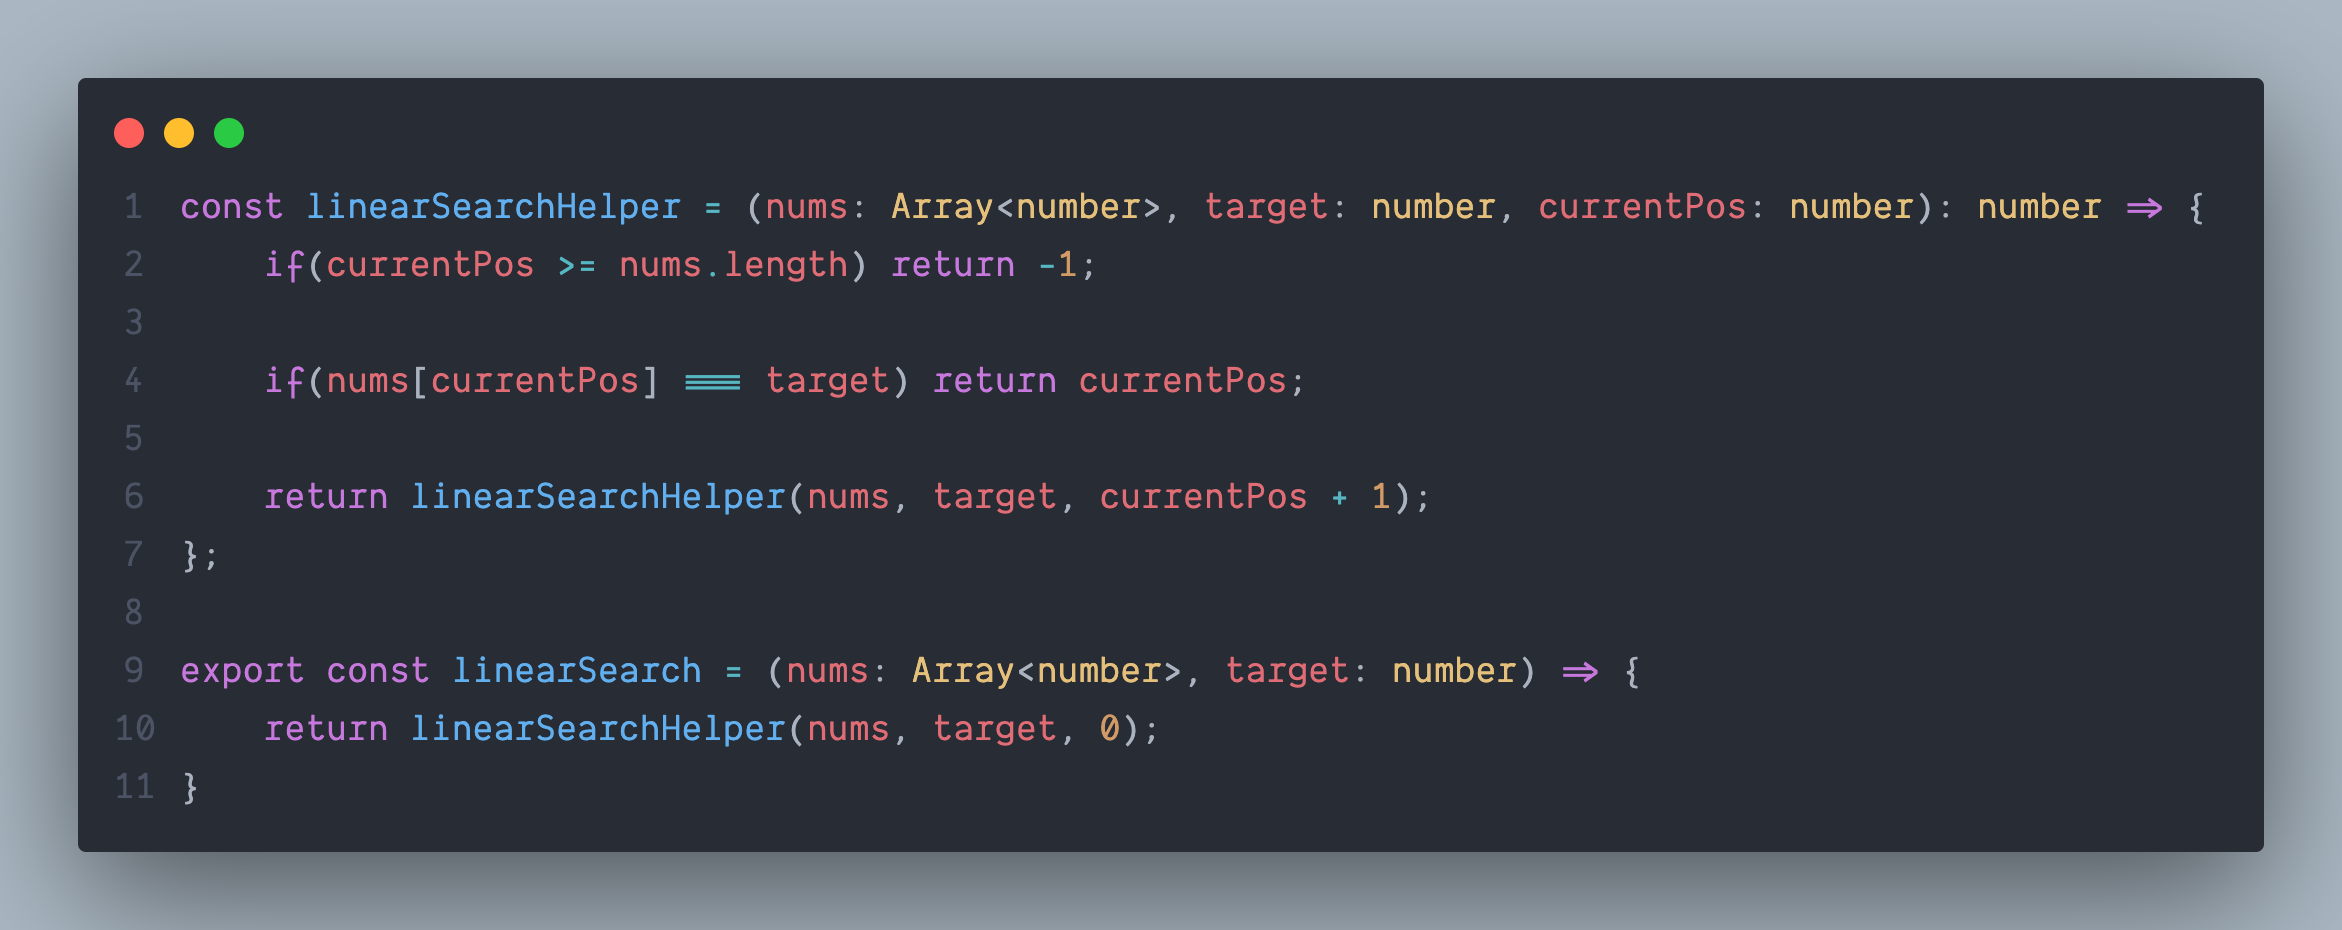 1 const linearSearchHelper = (nums: Array<number>, target: number, currentPos: number): number => {
2     if(currentPos >= nums.length) return -1;
3
4     if(nums[currentPos] === target) return currentPos;
5
6     return linearSearchHelper(nums, target, currentPos + 1);
7 };
8
9 export const linearSearch = (nums: Array<number>, target: number) => {
10     return linearSearchHelper(nums, target, 0);
11 }